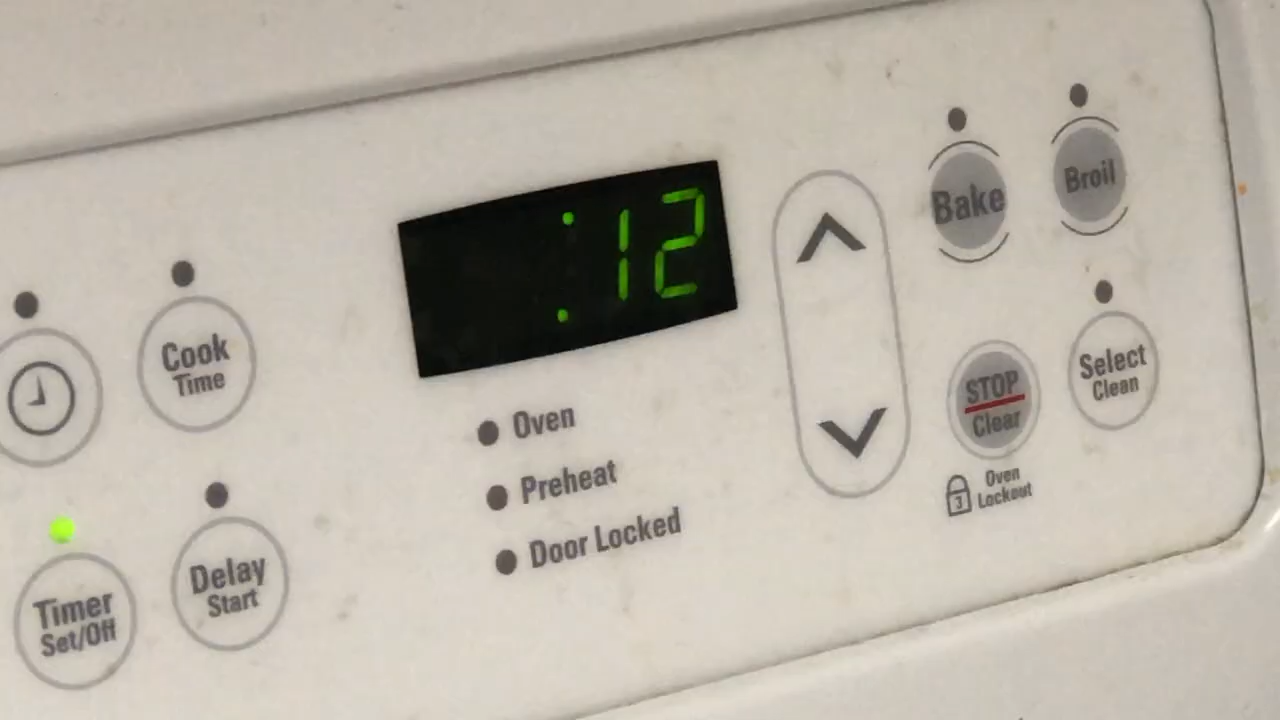 :12
Bake
Broil
Cook
Time
Oven
Preheat
Door Locked
STOP
Clear
3
Oven
Lockout
Select
Clean
Timer
Set/Off
Delay
Start